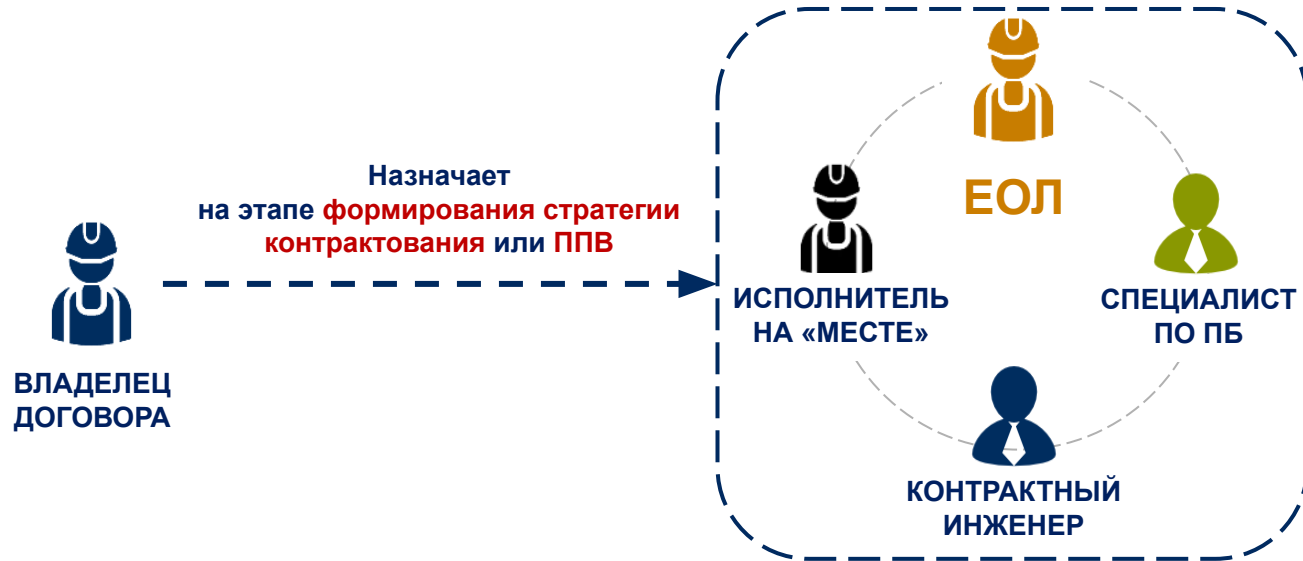 Назначает
на этапе формирования стратегии
контрактования или ППВ
ВЛАДЕЛЕЦ
ДОГОВОРА
ЕОЛ
ИСПОЛНИТЕЛЬ
НА «МЕСТЕ»
СПЕЦИАЛИСТ
ПО ПБ
КОНТРАКТНЫЙ
ИНЖЕНЕР